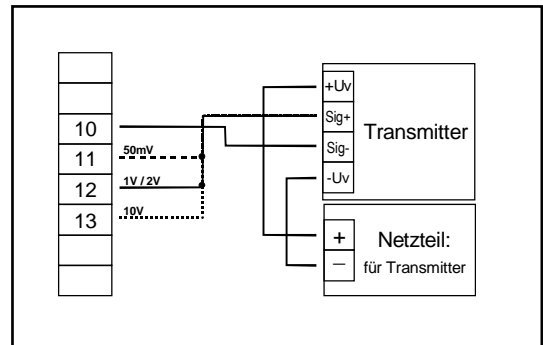 10
11
12
13
50mV
1V / 2V
10V
+Uv
Sig+
Sig-
-Uv
Transmitter
+
−
Netzteil:
für Transmitter